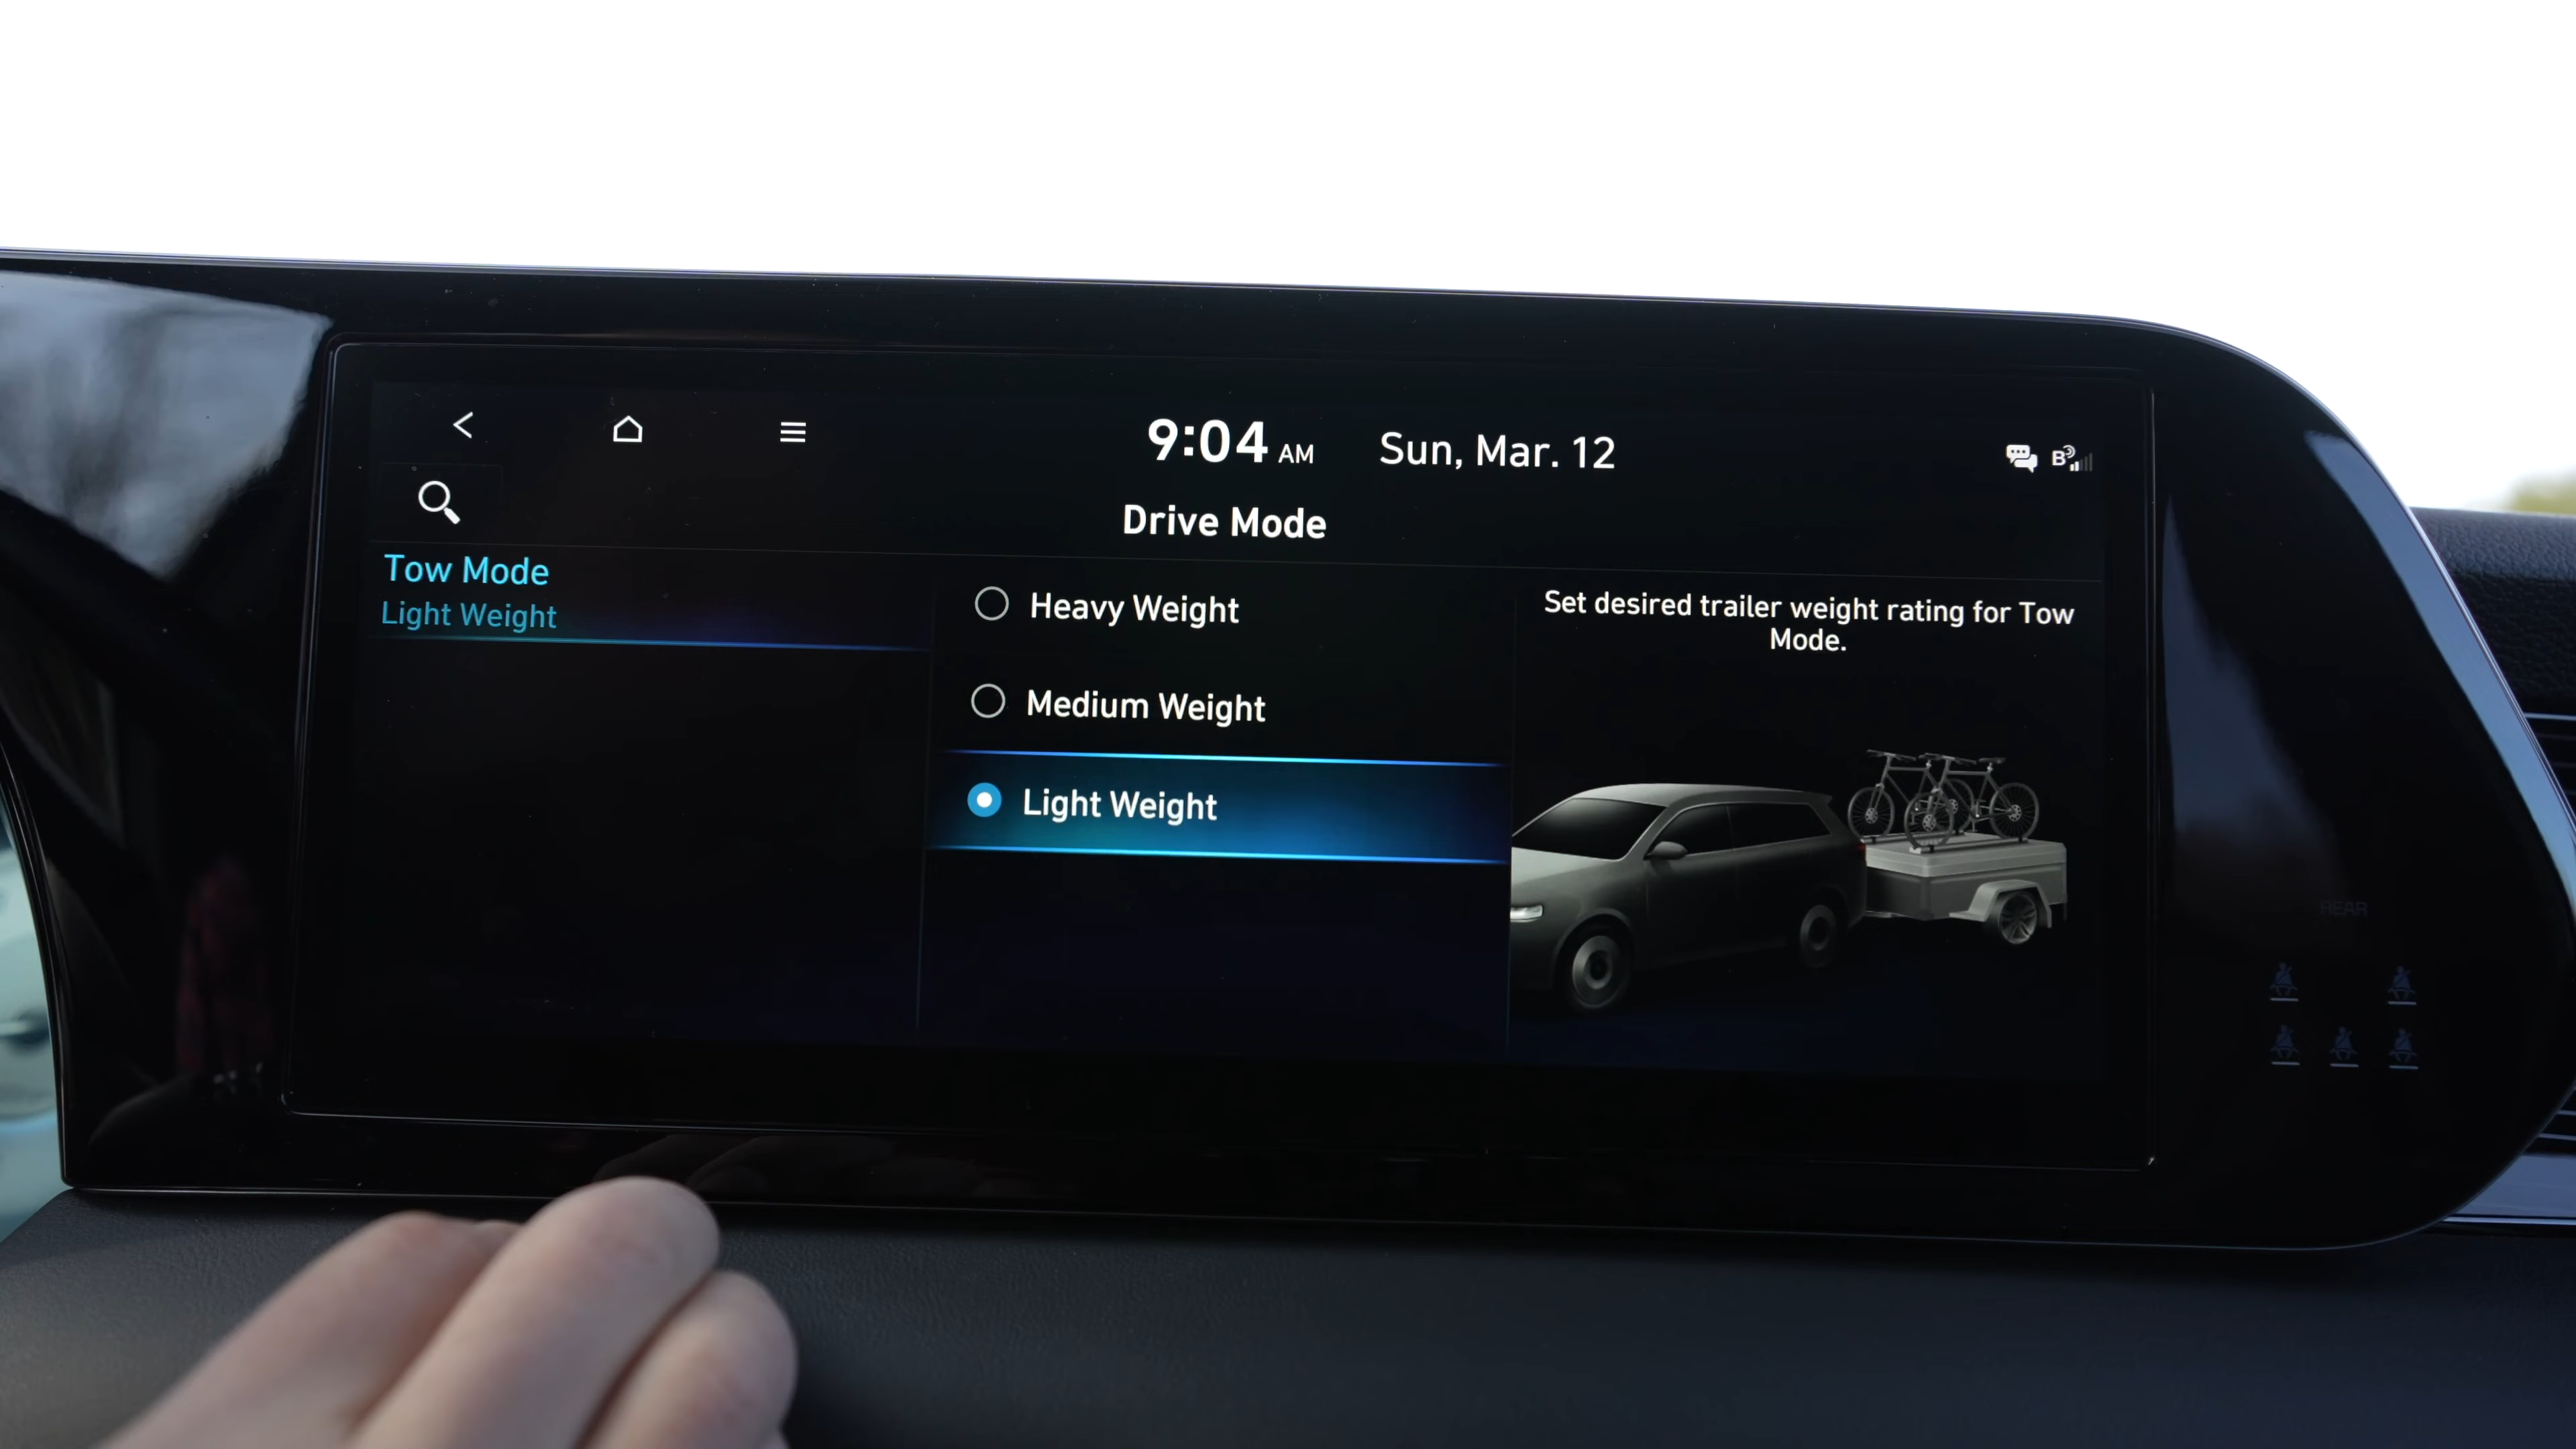 9:04 AM Sun, Mar. 12
Drive Mode
Tow Mode
Light Weight
Heavy Weight
Medium Weight
Light Weight
Set desired trailer weight rating for Tow
Mode.
REAR